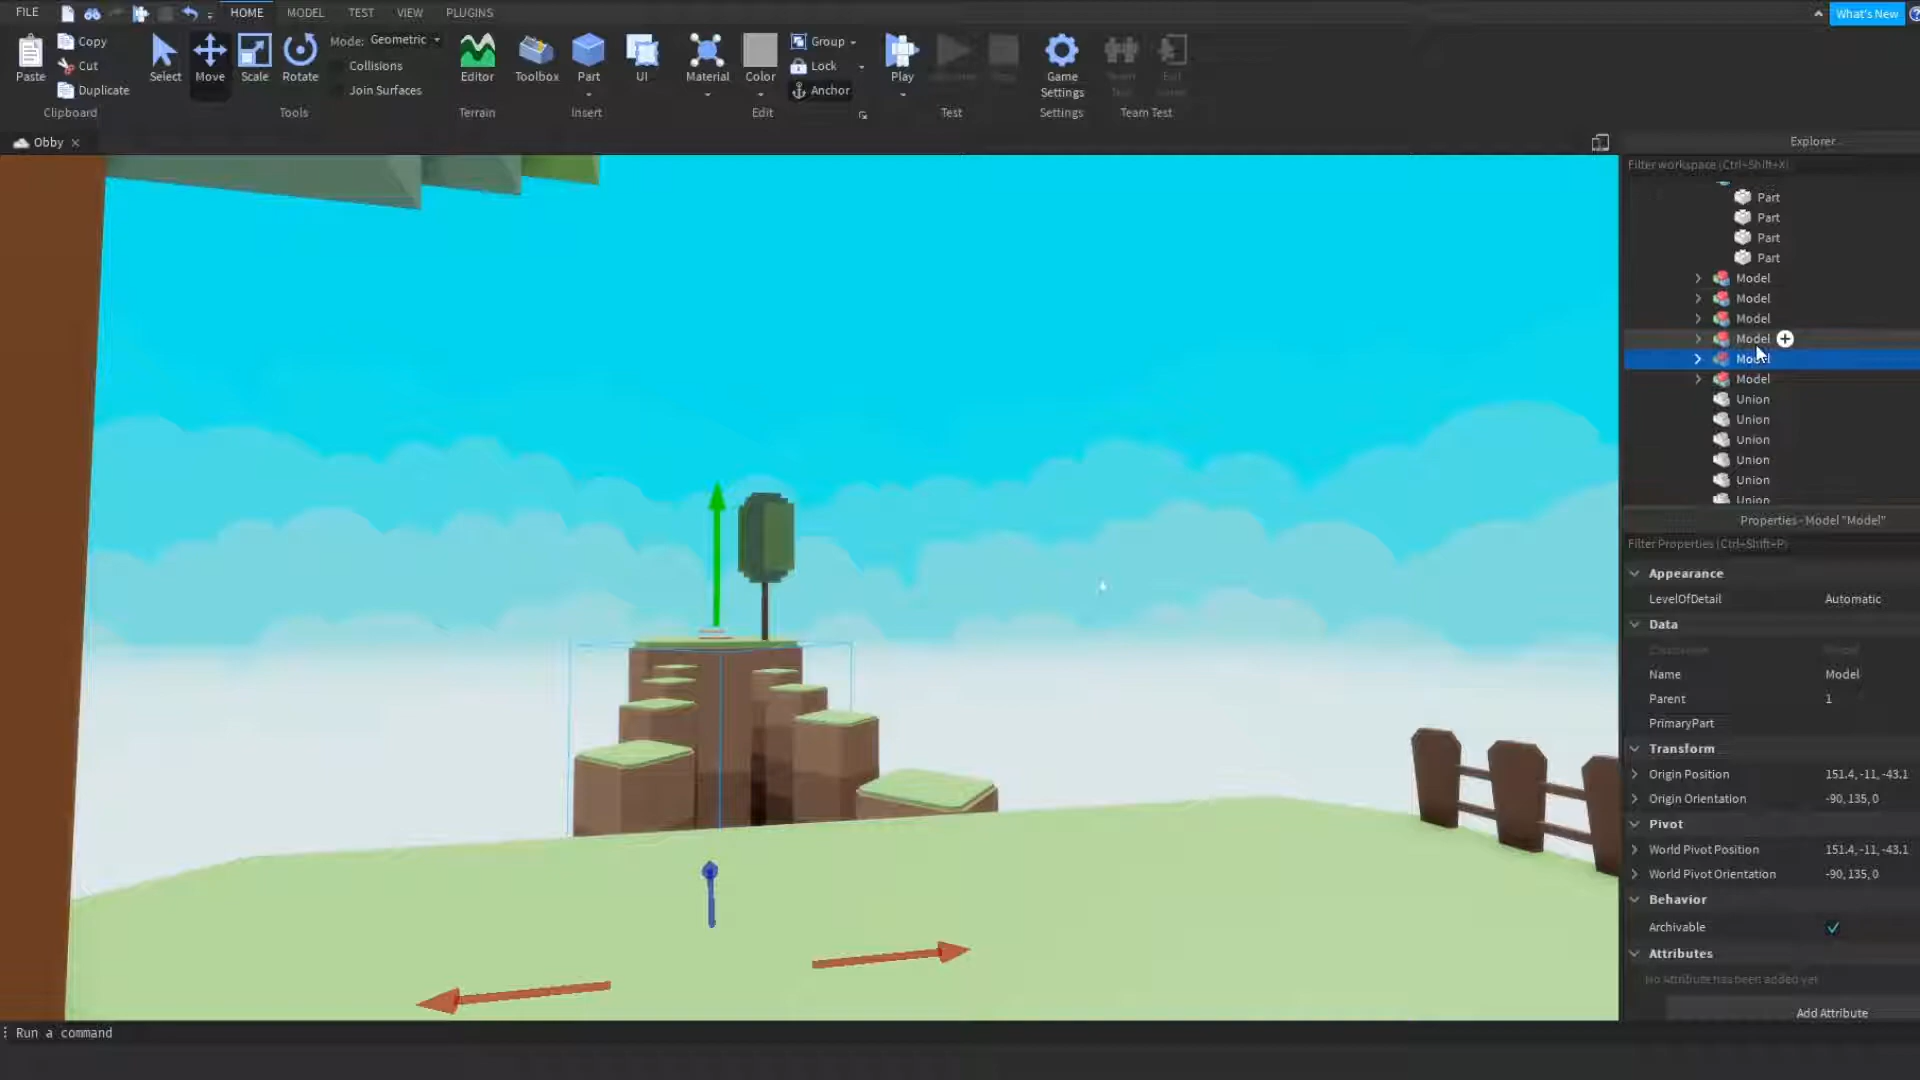 FILE
HOME
MODEL
TEST
VIEW
PLUGINS
What's New
Paste
Copy
Cut
Duplicate
Clipboard
Select
Move
Scale
Rotate
Mode: Geometric
Collisions
Join Surfaces
Tools
Editor
Terrain
Toolbox
Part
UI
Insert
Material
Color
Group
Lock
Anchor
Edit
Play
Test
Game
Settings
Settings
Team Test
Obby
Explorer
Filter workspace (Ctrl+Shift+X)
Part
Part
Part
Part
Model
Model
Model
Model
Model
Model
Union
Union
Union
Union
Union
Union
Properties - Model "Model"
Filter Properties (Ctrl+Shift+P)
Appearance
LevelOfDetail Automatic
Data
Name Model
Parent 1
PrimaryPart
Transform
Origin Position 151.4, -11, -43.1
Origin Orientation -90, 135, 0
Pivot
World Pivot Position 151.4, -11, -43.1
World Pivot Orientation -90, 135, 0
Behavior
Archivable
Attributes
No Attribute has been added yet
Add Attribute
Run a command